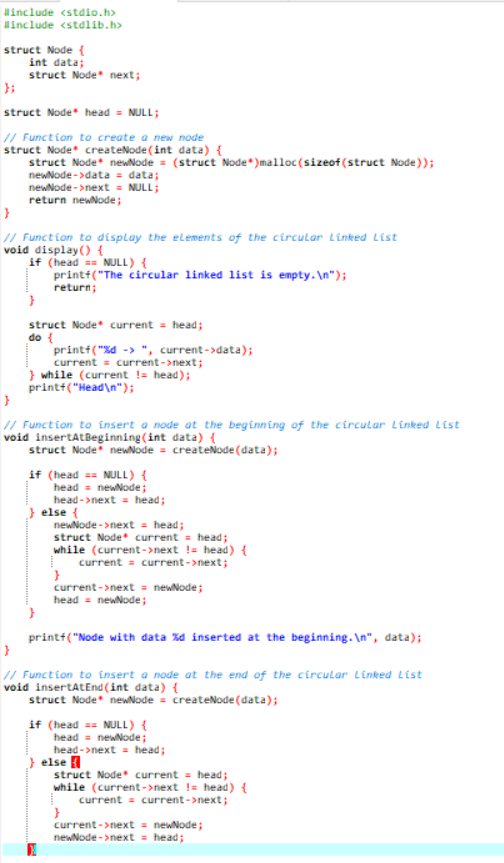 #include <stdio.h>
#include <stdlib.h>

struct Node {
    int data;
    struct Node* next;
};

struct Node* head = NULL;

// Function to create a new node
struct Node* createNode(int data) {
    struct Node* newNode = (struct Node*)malloc(sizeof(struct Node));
    newNode->data = data;
    newNode->next = NULL;
    return newNode;
}

// Function to display the elements of the circular linked list
void display() {
    if (head == NULL) {
        printf("The circular linked list is empty.\n");
        return;
    }

    struct Node* current = head;
    do {
        printf("%d -> ", current->data);
        current = current->next;
    } while (current != head);
    printf("Head\n");
}

// Function to insert a node at the beginning of the circular linked list
void insertAtBeginning(int data) {
    struct Node* newNode = createNode(data);

    if (head == NULL) {
        head = newNode;
        head->next = head;
    } else {
        newNode->next = head;
        struct Node* current = head;
        while (current->next != head) {
            current = current->next;
        }
        current->next = newNode;
        head = newNode;
    }

    printf("Node with data %d inserted at the beginning.\n", data);
}

// Function to insert a node at the end of the circular linked list
void insertAtEnd(int data) {
    struct Node* newNode = createNode(data);

    if (head == NULL) {
        head = newNode;
        head->next = head;
    } else {
        struct Node* current = head;
        while (current->next != head) {
            current = current->next;
        }
        current->next = newNode;
        newNode->next = head;
    }